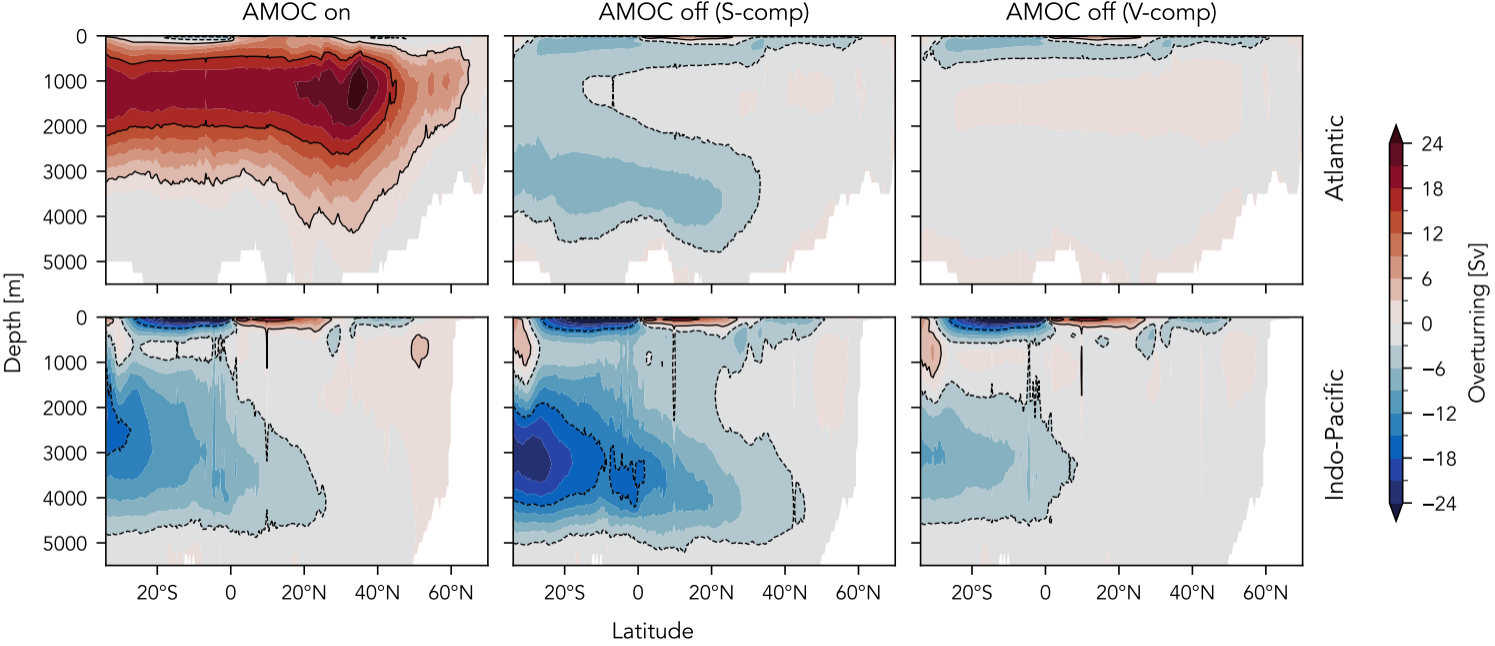 AMOC on
AMOC off (S-comp)
AMOC off (V-comp)
0
1000
2000
3000
4000
5000
Atlantic
0
1000
2000
3000
4000
5000
Indo-Pacific
Depth [m]
20°S 0 20°N 40°N 60°N
20°S 0 20°N 40°N 60°N
20°S 0 20°N 40°N 60°N
Latitude
24
18
12
6
0
−6
−12
−18
−24
Overturning [Sv]